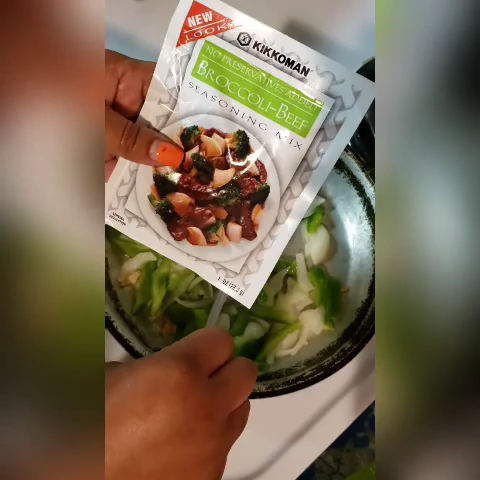 NEW
LOOK!
KIKKOMAN
NO PRESERVATIVES ADDED
BROCCOLI-BEEF
SEASONING MIX